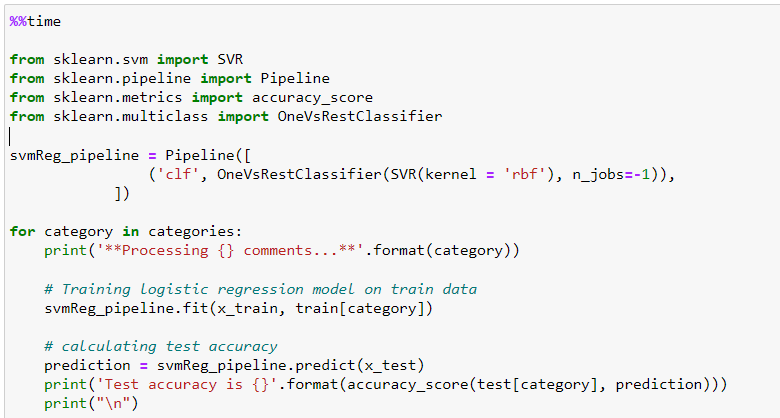 %%time
from sklearn.svm import SVR
from sklearn.pipeline import Pipeline
from sklearn.metrics import accuracy_score
from sklearn.multiclass import OneVsRestClassifier
svmReg_pipeline = Pipeline([
                ('clf', OneVsRestClassifier(SVR(kernel = 'rbf'), n_jobs=-1)),
            ])
for category in categories:
    print('**Processing {} comments...**'.format(category))
    # Training logistic regression model on train data
    svmReg_pipeline.fit(x_train, train[category])
    # calculating test accuracy
    prediction = svmReg_pipeline.predict(x_test)
    print('Test accuracy is {}'.format(accuracy_score(test[category], prediction)))
    print("\n")